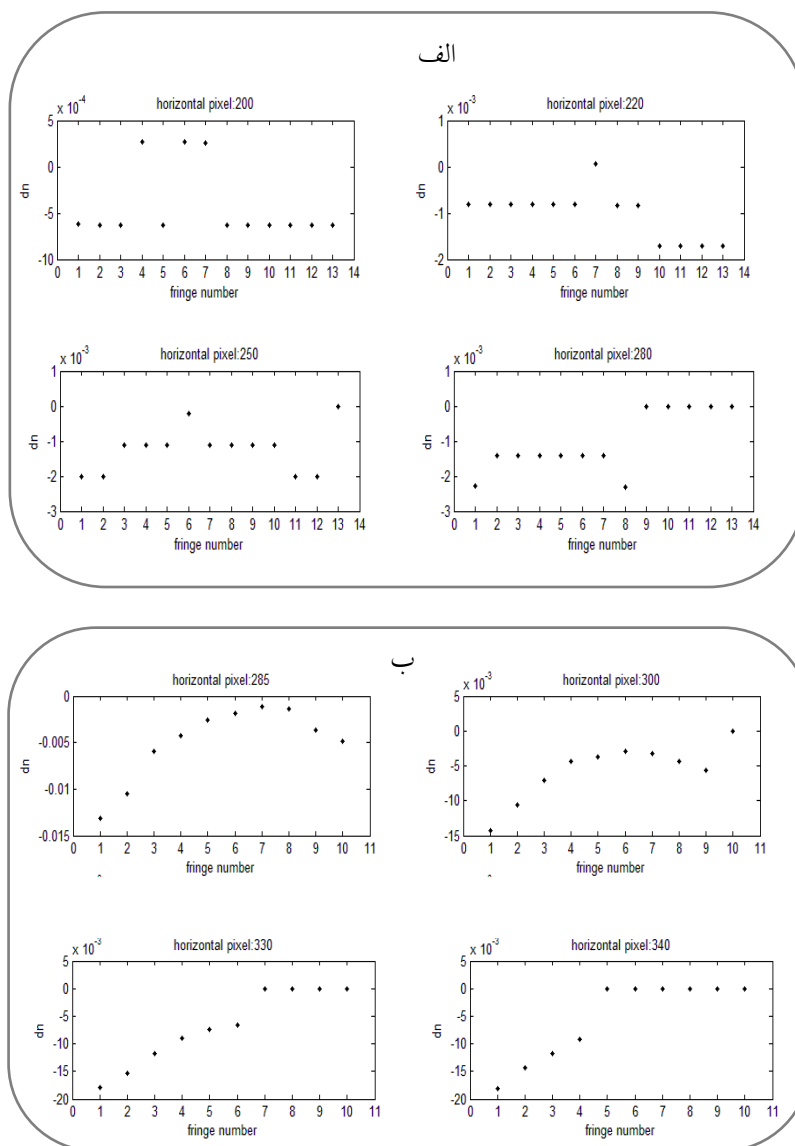 الف
horizontal pixel:200
x 10^-4
5
0
-5
-10
dn
0 1 2 3 4 5 6 7 8 9 10 11 12 13 14
fringe number
horizontal pixel:220
x 10^-3
1
0
-1
-2
dn
0 1 2 3 4 5 6 7 8 9 10 11 12 13 14
fringe number
horizontal pixel:250
x 10^-3
1
0
-1
-2
-3
dn
0 1 2 3 4 5 6 7 8 9 10 11 12 13 14
fringe number
horizontal pixel:280
x 10^-3
1
0
-1
-2
-3
dn
0 1 2 3 4 5 6 7 8 9 10 11 12 13 14
fringe number
ب
horizontal pixel:285
0
-0.005
-0.01
-0.015
dn
0 1 2 3 4 5 6 7 8 9 10 11
fringe number
horizontal pixel:300
x 10^-3
5
0
-5
-10
-15
dn
0 1 2 3 4 5 6 7 8 9 10 11
fringe number
horizontal pixel:330
x 10^-3
5
0
-5
-10
-15
-20
dn
0 1 2 3 4 5 6 7 8 9 10 11
fringe number
horizontal pixel:340
x 10^-3
5
0
-5
-10
-15
-20
dn
0 1 2 3 4 5 6 7 8 9 10 11
fringe number